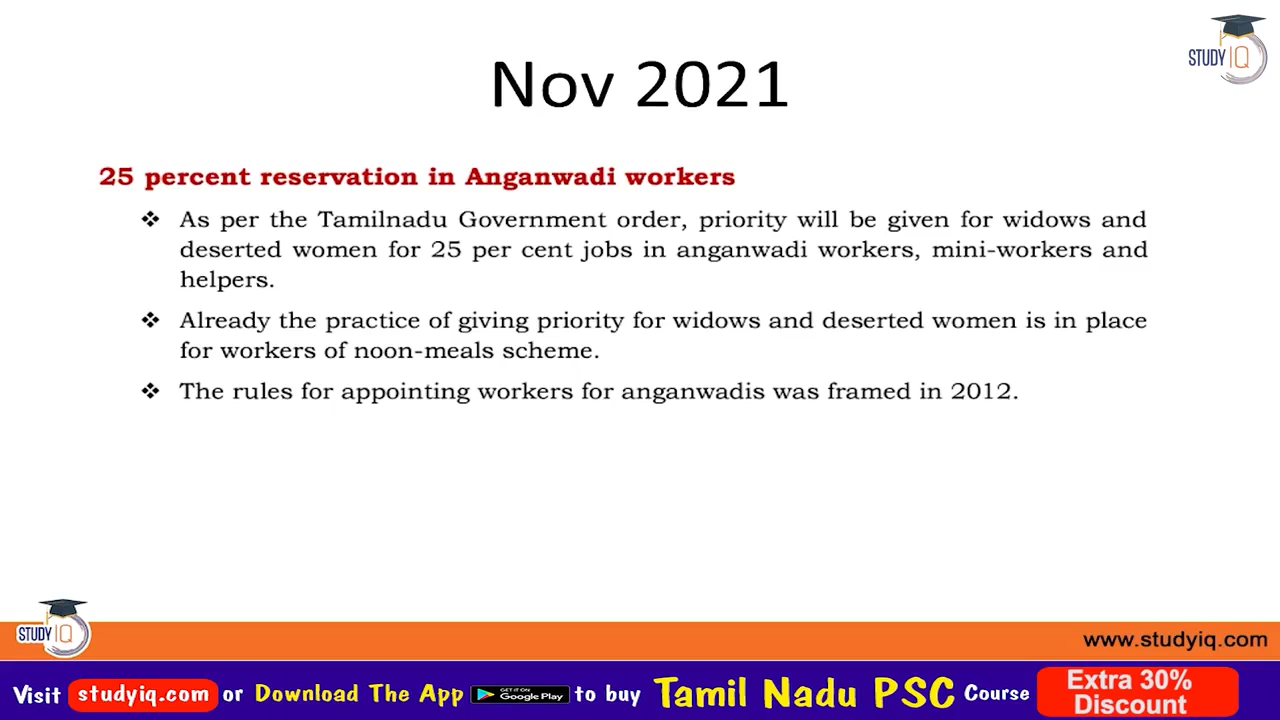 STUDY IQ
Nov 2021
25 percent reservation in Anganwadi workers
❖ As per the Tamilnadu Government order, priority will be given for widows and
deserted women for 25 per cent jobs in anganwadi workers, mini-workers and
helpers.
❖ Already the practice of giving priority for widows and deserted women is in place
for workers of noon-meals scheme.
❖ The rules for appointing workers for anganwadis was framed in 2012.
STUDY IQ
www.studyiq.com
Visit studyiq.com or Download The App GET IT ON Google Play to buy Tamil Nadu PSC Course Extra 30%
Discount